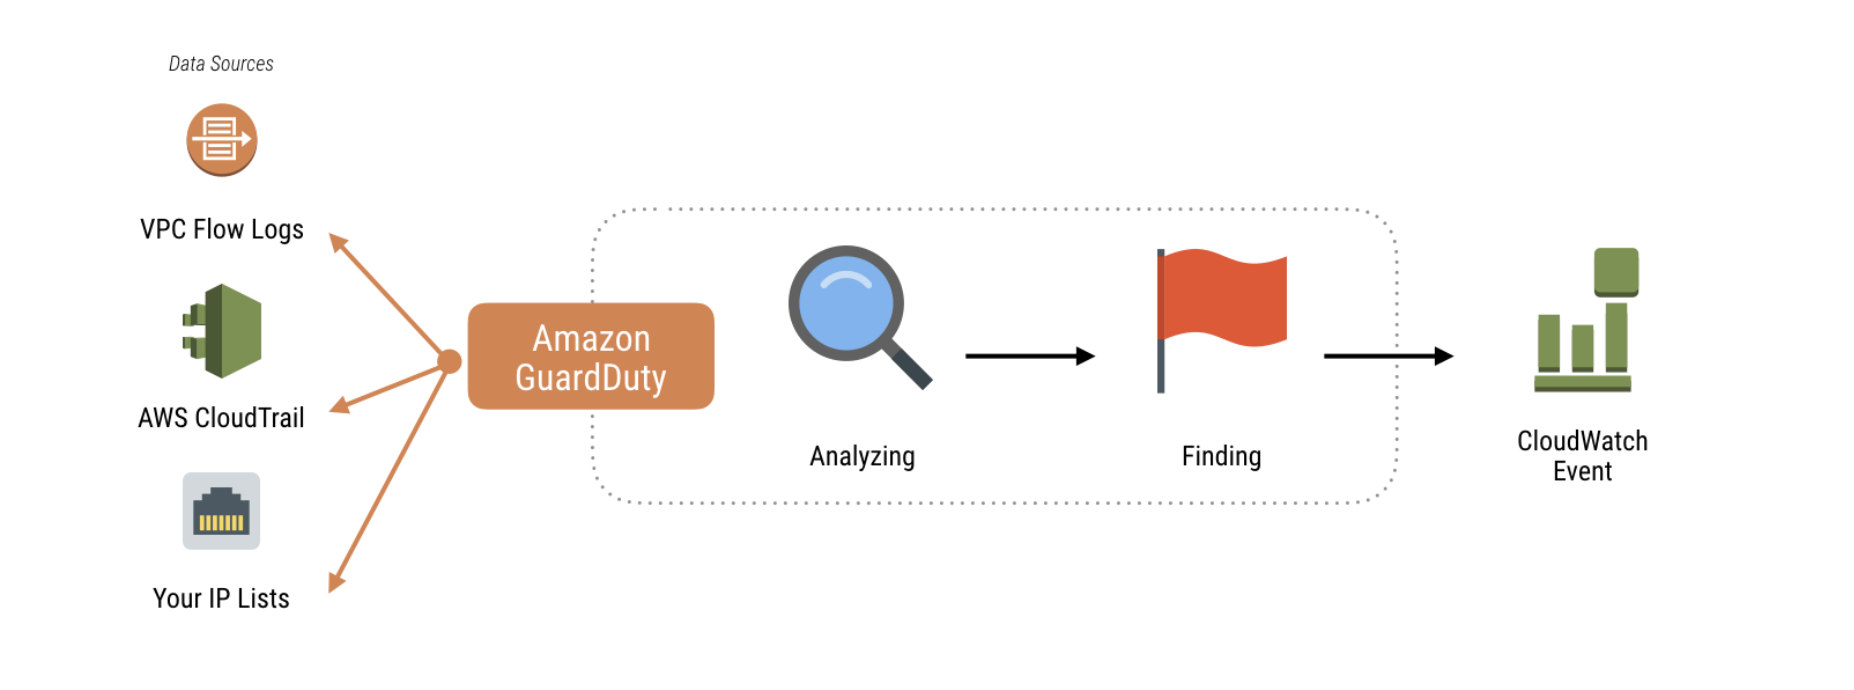 Data Sources
VPC Flow Logs
AWS CloudTrail
Your IP Lists
Amazon
GuardDuty
Analyzing
Finding
CloudWatch
Event